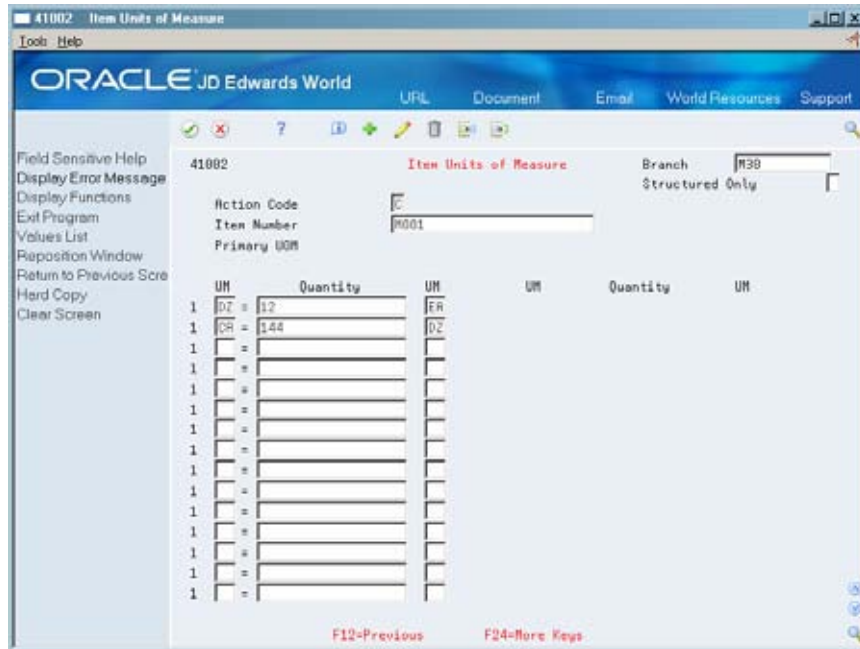 41002 Item Units of Measure
Tools Help
ORACLE JD Edwards World
URL Document Email World Resources Support
Field Sensitive Help
Display Error Message
Display Functions
Exit Program
Values List
Reposition Window
Return to Previous Scre
Hard Copy
Clear Screen
41002 Item Units of Measure Branch M30
Structured Only
Action Code C
Item Number M001
Primary UOM
UM Quantity UM UM Quantity UM
1 DZ = 12 EA
1 CR = 144 DZ
1 =
1 =
1 =
1 =
1 =
1 =
1 =
1 =
1 =
1 =
1 =
1 =
1 =
F12=Previous F24=More Keys